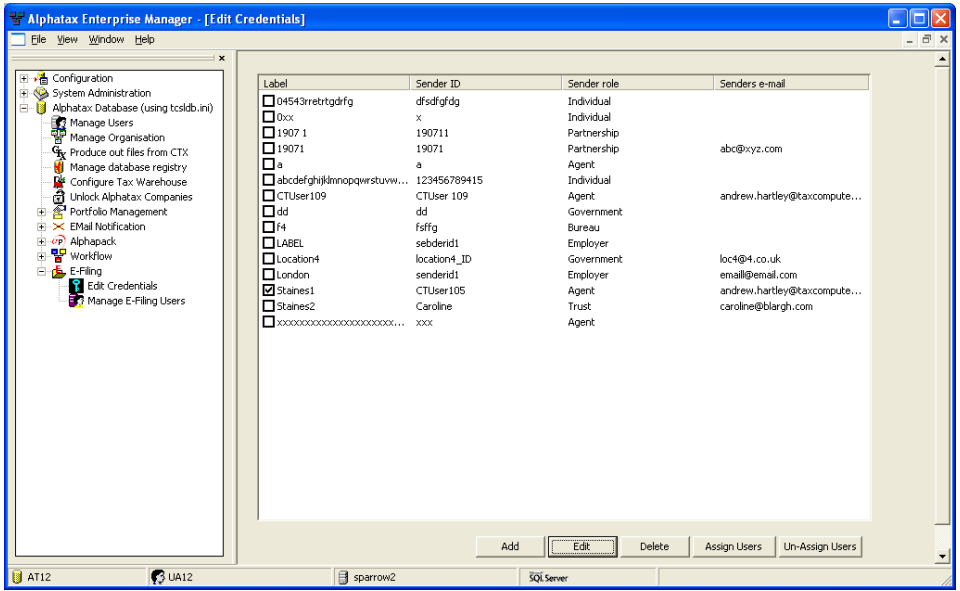 Alphatax Enterprise Manager - [Edit Credentials]
File View Window Help
Configuration
System Administration
Alphatax Database (using tcsldb.ini)
Manage Users
Manage Organisation
Produce out files from CTX
Manage database registry
Configure Tax Warehouse
Unlock Alphatax Companies
Portfolio Management
EMail Notification
Alphapack
Workflow
E-Filing
Edit Credentials
Manage E-Filing Users
Label Sender ID Sender role Senders e-mail
04543rretrtgdrfg dfsdfgfdg Individual
0xx x Individual
1907 1 190711 Partnership
19071 19071 Partnership abc@xyz.com
a a Agent
abcdefghijklmnopqwrstuvw... 123456789415 Individual
CTUser109 CTUser 109 Agent andrew.hartley@taxcompute...
dd dd Government
f4 fsffg Bureau
LABEL sebderid1 Employer
Location4 location4_ID Government loc4@4.co.uk
London senderid1 Employer emaill@email.com
Staines1 CTUser105 Agent andrew.hartley@taxcompute...
Staines2 Caroline Trust caroline@blargh.com
xxxxxxxxxxxxxxxxxxxxx... xxx Agent
Add Edit Delete Assign Users Un-Assign Users
AT12 UA12 sparrow2 SQL Server